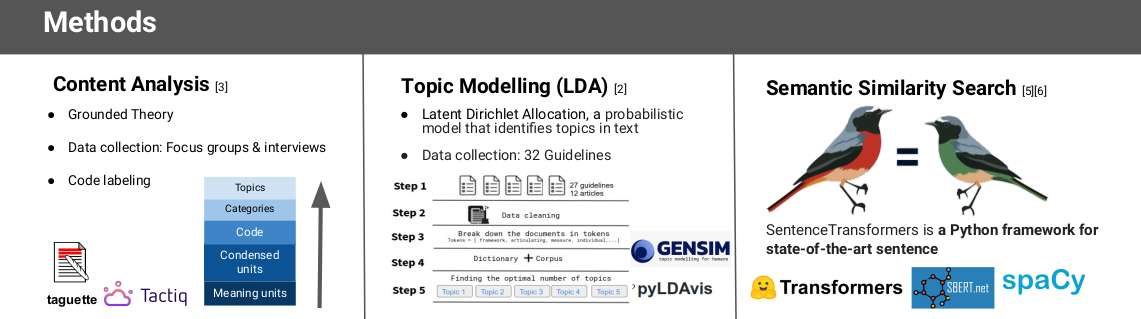 Methods
Content Analysis [3]
● Grounded Theory
● Data collection: Focus groups & interviews
● Code labeling
Topics
Categories
Code
Condensed
units
Meaning units
taguette
Tactiq
Topic Modelling (LDA) [2]
● Latent Dirichlet Allocation, a probabilistic
model that identifies topics in text
● Data collection: 32 Guidelines
Step 1
27 guidelines
12 articles
Step 2
Data cleaning
Step 3
Break down the documents in tokens
Tokens = [ framework, articulating, measure, individual,...]
Step 4
Dictionary + Corpus
GENSIM
topic modelling for humans
Finding the optimal number of topics
Step 5
Topic 1 Topic 2 Topic 3 Topic 4 Topic 5
pyLDAvis
Semantic Similarity Search [5][6]
=
SentenceTransformers is a Python framework for
state-of-the-art sentence
Transformers
SBERT.net
spaCy